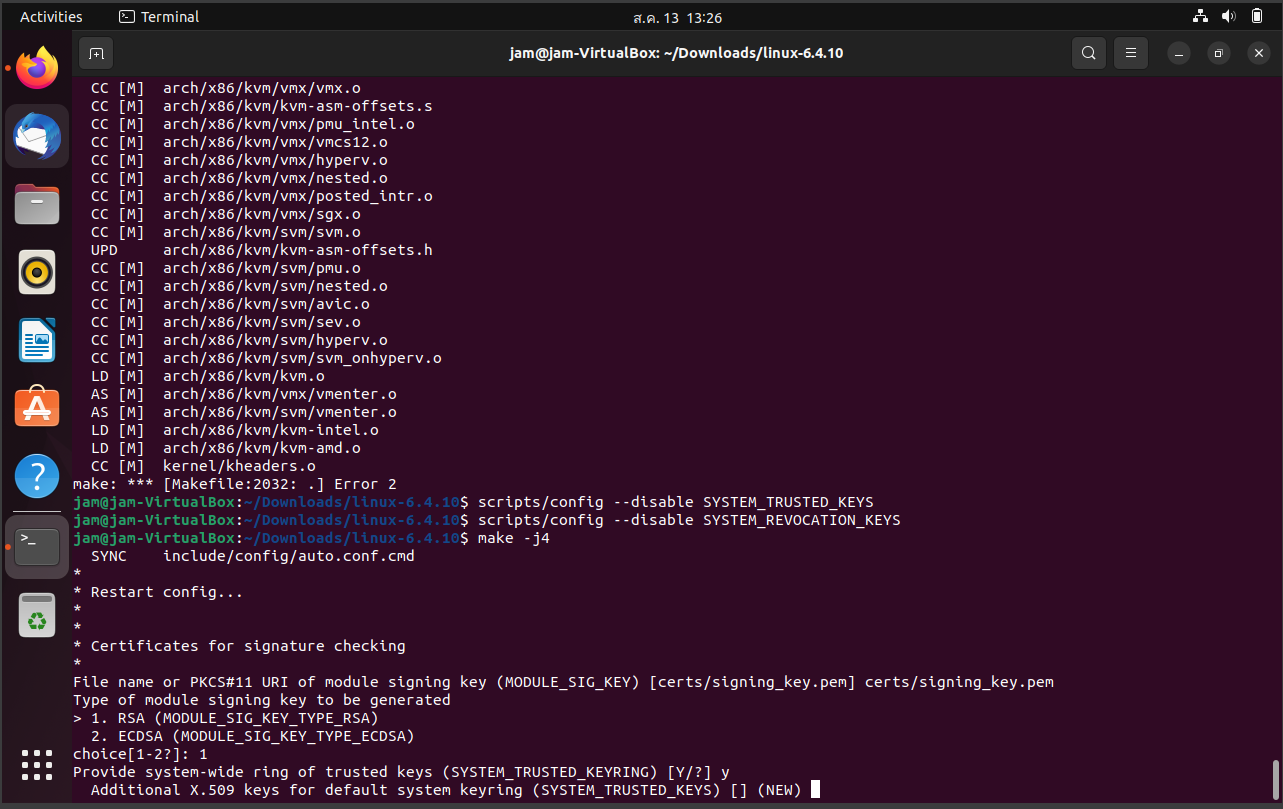 Activities
Terminal
ส.ค. 13 13:26
jam@jam-VirtualBox: ~/Downloads/linux-6.4.10
CC [M]  arch/x86/kvm/vmx/vmx.o
CC [M]  arch/x86/kvm/kvm-asm-offsets.s
CC [M]  arch/x86/kvm/vmx/pmu_intel.o
CC [M]  arch/x86/kvm/vmx/vmcs12.o
CC [M]  arch/x86/kvm/vmx/hyperv.o
CC [M]  arch/x86/kvm/vmx/nested.o
CC [M]  arch/x86/kvm/vmx/posted_intr.o
CC [M]  arch/x86/kvm/vmx/sgx.o
CC [M]  arch/x86/kvm/svm/svm.o
UPD     arch/x86/kvm/kvm-asm-offsets.h
CC [M]  arch/x86/kvm/svm/pmu.o
CC [M]  arch/x86/kvm/svm/nested.o
CC [M]  arch/x86/kvm/svm/avic.o
CC [M]  arch/x86/kvm/svm/sev.o
CC [M]  arch/x86/kvm/svm/hyperv.o
CC [M]  arch/x86/kvm/svm/svm_onhyperv.o
LD [M]  arch/x86/kvm/kvm.o
AS [M]  arch/x86/kvm/vmx/vmenter.o
AS [M]  arch/x86/kvm/svm/vmenter.o
LD [M]  arch/x86/kvm/kvm-intel.o
LD [M]  arch/x86/kvm/kvm-amd.o
CC [M]  kernel/kheaders.o
make: *** [Makefile:2032: .] Error 2
jam@jam-VirtualBox:~/Downloads/linux-6.4.10$ scripts/config --disable SYSTEM_TRUSTED_KEYS
jam@jam-VirtualBox:~/Downloads/linux-6.4.10$ scripts/config --disable SYSTEM_REVOCATION_KEYS
jam@jam-VirtualBox:~/Downloads/linux-6.4.10$ make -j4
SYNC    include/config/auto.conf.cmd
*
* Restart config...
*
*
* Certificates for signature checking
*
File name or PKCS#11 URI of module signing key (MODULE_SIG_KEY) [certs/signing_key.pem] certs/signing_key.pem
Type of module signing key to be generated
> 1. RSA (MODULE_SIG_KEY_TYPE_RSA)
2. ECDSA (MODULE_SIG_KEY_TYPE_ECDSA)
choice[1-2?]: 1
Provide system-wide ring of trusted keys (SYSTEM_TRUSTED_KEYRING) [Y/?] y
Additional X.509 keys for default system keyring (SYSTEM_TRUSTED_KEYS) [] (NEW)